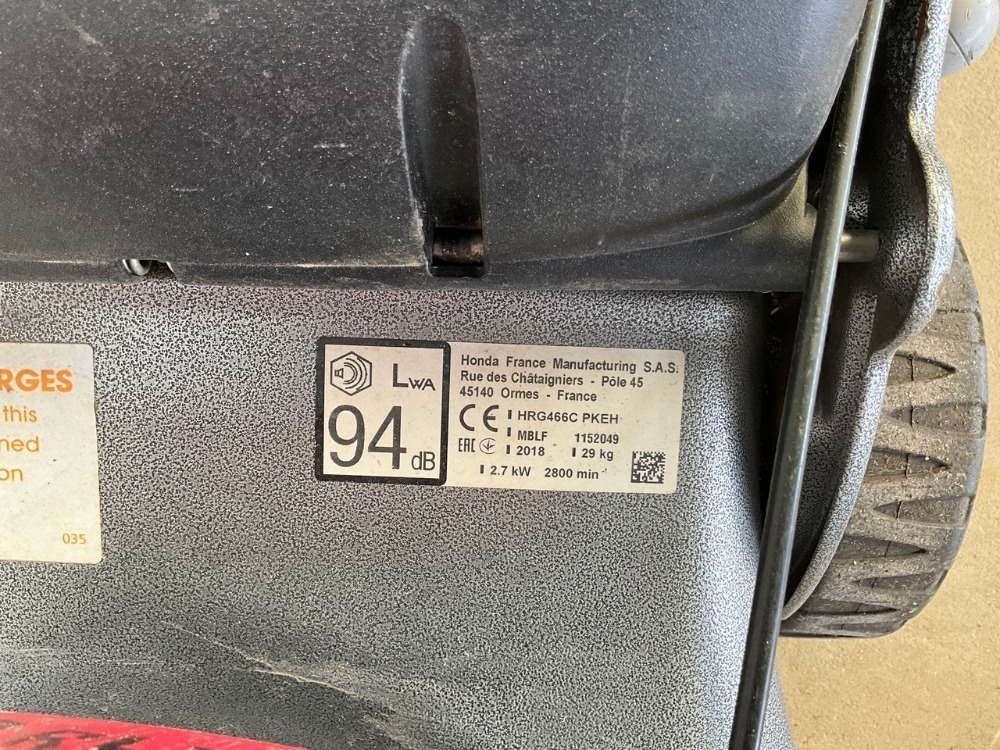 RGES
this
ned
on
035
LWA
94 dB
Honda France Manufacturing S.A.S.
Rue des Châtaigniers - Pôle 45
45140 Ormes - France
CE HRG466C PKEH
MBLF 1152049
EAC 2018 29 kg
2.7 kW 2800 min⁻¹